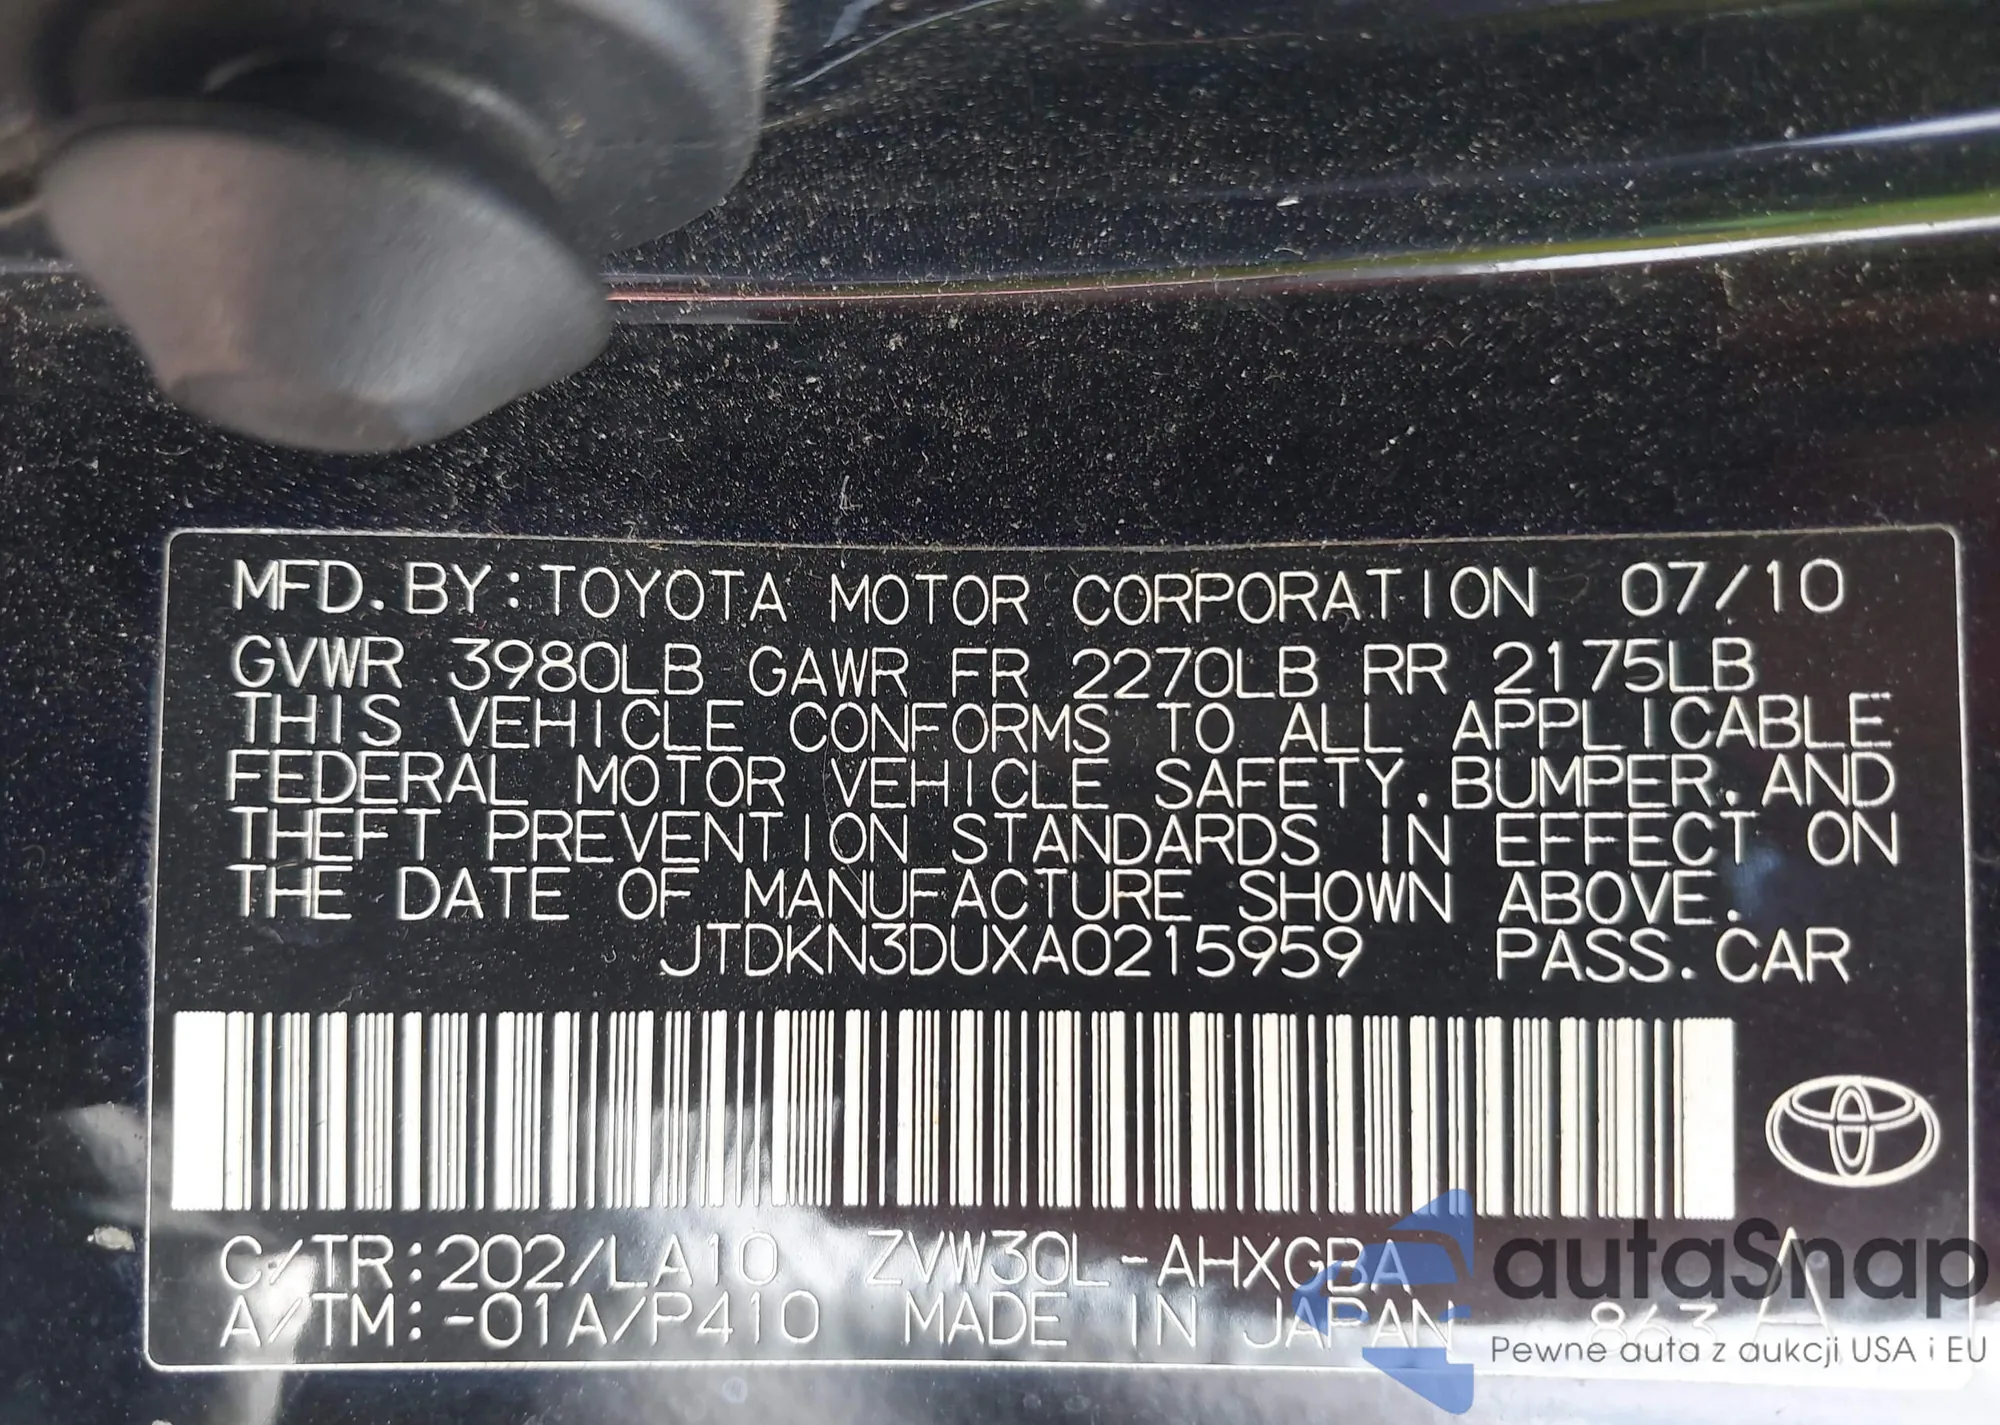 MFD.BY:TOYOTA MOTOR CORPORATION 07/10
GVWR 3980LB GAWR FR 2270LB RR 2175LB
THIS VEHICLE CONFORMS TO ALL APPLICABLE
FEDERAL MOTOR VEHICLE SAFETY.BUMPER.AND
THEFT PREVENTION STANDARDS IN EFFECT ON
THE DATE OF MANUFACTURE SHOWN ABOVE.
JTDKN3DUXA0215959 PASS.CAR
C/TR:202/LA10 ZVW30L-AHXGBA
A/TM:-01A/P410 MADE IN JAPAN 863
autaSnap
Pewne auta z aukcji USA i EU